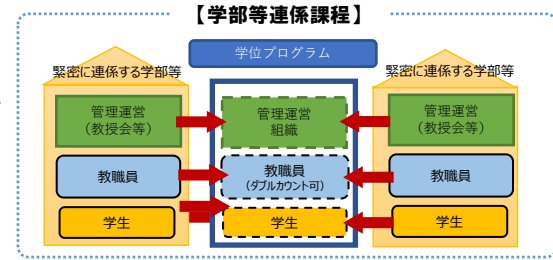 【学部等連係課程】
学位プログラム
緊密に連係する学部等
管理運営
（教授会等）
教職員
学生
管理運営
組織
教職員
（ダブルカウント可）
学生
緊密に連係する学部等
管理運営
（教授会等）
教職員
学生